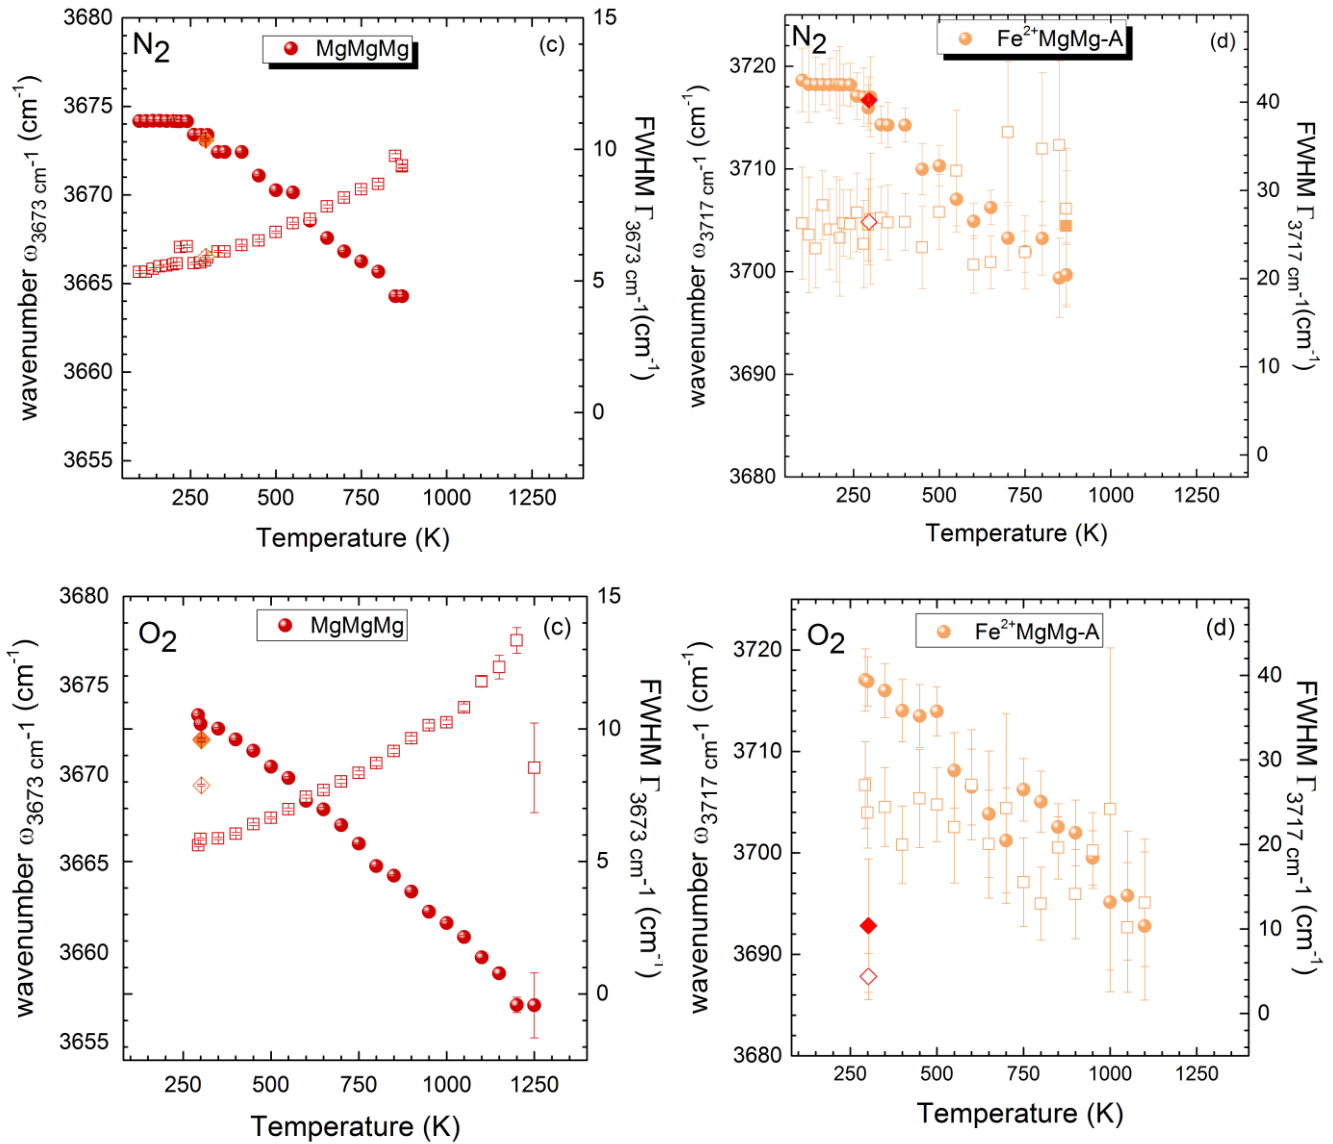 N2
MgMgMg
(c)
3680
3675
3670
3665
3660
3655
15
10
5
0
250
500
750
1000
1250
wavenumber ω3673 cm-1 (cm-1)
FWHM Γ3673 cm-1(cm-1)
Temperature (K)
N2
Fe2+MgMg-A
(d)
3720
3710
3700
3690
3680
40
30
20
10
0
250
500
750
1000
1250
wavenumber ω3717 cm-1 (cm-1)
FWHM Γ3717 cm-1(cm-1)
Temperature (K)
O2
MgMgMg
(c)
3680
3675
3670
3665
3660
3655
15
10
5
0
250
500
750
1000
1250
wavenumber ω3673 cm-1 (cm-1)
FWHM Γ3673 cm-1 (cm-1)
Temperature (K)
O2
Fe2+MgMg-A
(d)
3720
3710
3700
3690
3680
40
30
20
10
0
250
500
750
1000
1250
wavenumber ω3717 cm-1 (cm-1)
FWHM Γ3717 cm-1 (cm-1)
Temperature (K)